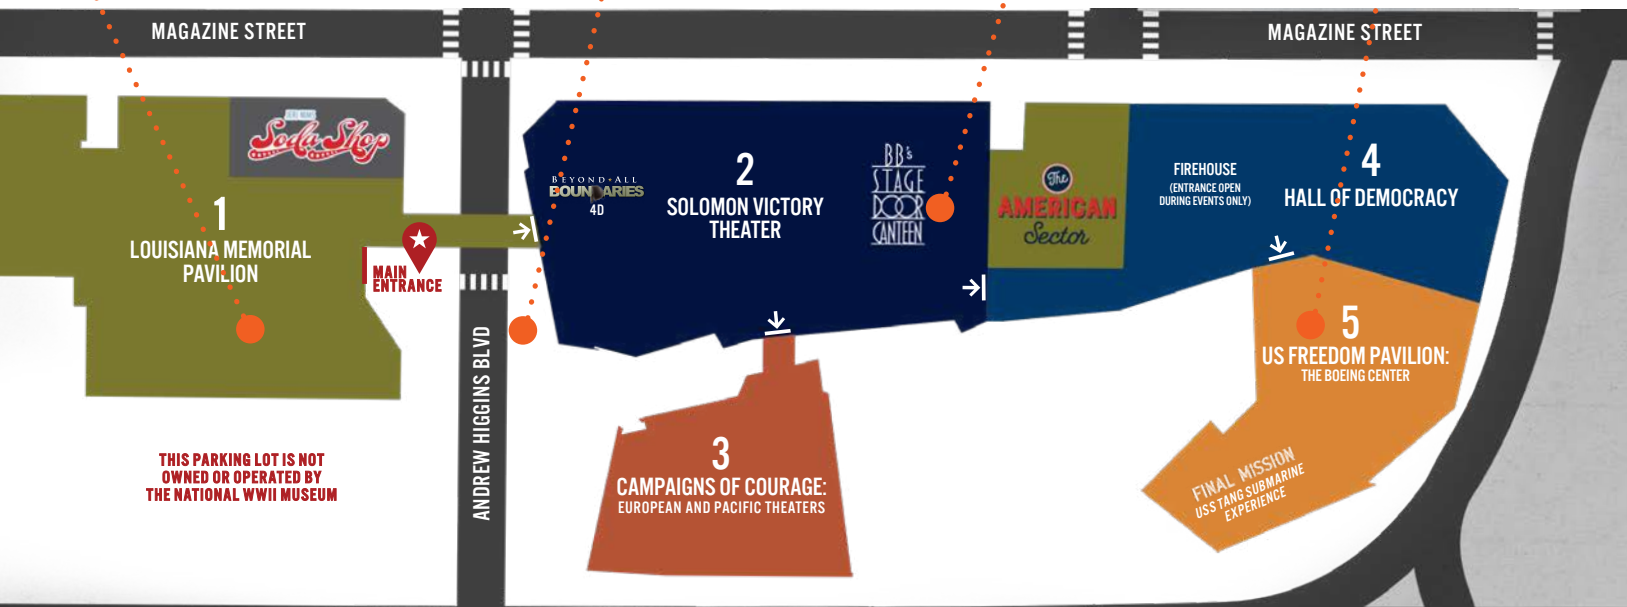 MAGAZINE STREET
MAGAZINE STREET
Soda Shop
1
LOUISIANA MEMORIAL
PAVILION
MAIN
ENTRANCE
THIS PARKING LOT IS NOT
OWNED OR OPERATED BY
THE NATIONAL WWII MUSEUM
ANDREW HIGGINS BLVD
BEYOND ALL
BOUNDARIES
4D
2
SOLOMON VICTORY
THEATER
BB's
STAGE
DOOR
CANTEEN
3
CAMPAIGNS OF COURAGE:
EUROPEAN AND PACIFIC THEATERS
The
AMERICAN
Sector
FIREHOUSE
(ENTRANCE OPEN
DURING EVENTS ONLY)
4
HALL OF DEMOCRACY
5
US FREEDOM PAVILION:
THE BOEING CENTER
FINAL MISSION
USS TANG SUBMARINE
EXPERIENCE